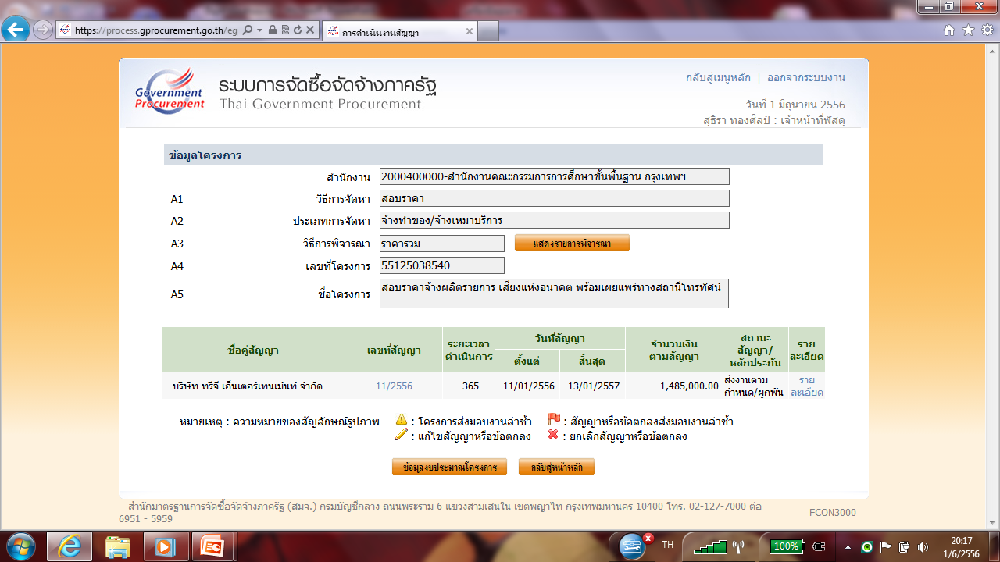 https://process.gprocurement.go.th/eg
การดำเนินงานสัญญา
Government
Procurement
ระบบการจัดซื้อจัดจ้างภาครัฐ
Thai Government Procurement
กลับสู่เมนูหลัก | ออกจากระบบงาน
วันที่ 1 มิถุนายน 2556
สุธิรา ทองศิลป์ : เจ้าหน้าที่พัสดุ
ข้อมูลโครงการ
สำนักงาน 2000400000-สำนักงานคณะกรรมการการศึกษาขั้นพื้นฐาน กรุงเทพฯ
A1 วิธีการจัดหา สอบราคา
A2 ประเภทการจัดหา จ้างทำของ/จ้างเหมาบริการ
A3 วิธีการพิจารณา ราคารวม แสดงรายการพิจารณา
A4 เลขที่โครงการ 55125038540
A5 ชื่อโครงการ สอบราคาจ้างผลิตรายการ เสียงแห่งอนาคต พร้อมเผยแพร่ทางสถานีโทรทัศน์
ชื่อคู่สัญญา เลขที่สัญญา ระยะเวลา
ดำเนินการ วันที่สัญญา
ตั้งแต่ สิ้นสุด จำนวนเงิน
ตามสัญญา สถานะ
สัญญา/
หลักประกัน ราย
ละเอียด
บริษัท ทรีจี เอ็นเตอร์เทนเม้นท์ จำกัด 11/2556 365 11/01/2556 13/01/2557 1,485,000.00 ส่งงานตาม
กำหนด/ผูกพัน ราย
ละเอียด
หมายเหตุ : ความหมายของสัญลักษณ์รูปภาพ : โครงการส่งมอบงานล่าช้า : สัญญาหรือข้อตกลงส่งมอบงานล่าช้า
: แก้ไขสัญญาหรือข้อตกลง : ยกเลิกสัญญาหรือข้อตกลง
ข้อมูลงบประมาณโครงการ กลับสู่หน้าหลัก
สำนักมาตรฐานการจัดซื้อจัดจ้างภาครัฐ (สมจ.) กรมบัญชีกลาง ถนนพระราม 6 แขวงสามเสนใน เขตพญาไท กรุงเทพมหานคร 10400 โทร. 02-127-7000 ต่อ
6951 - 5959
FCON3000
TH
100%
20:17
1/6/2556